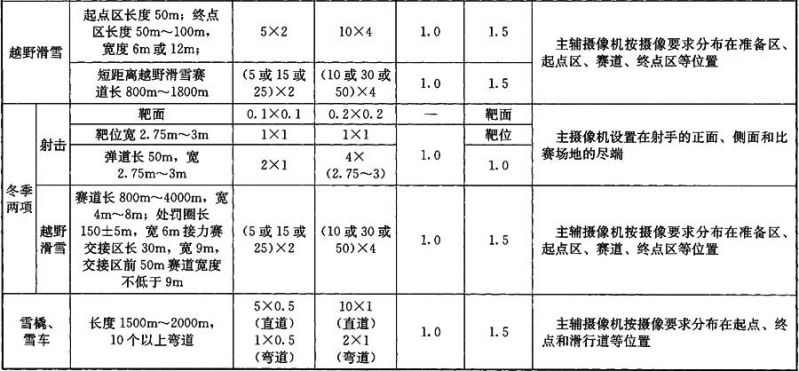 越野滑雪
起点区长度 50m；终点
区长度 50m～100m，
宽度 6m 或 12m；
5×2
10×4
1.0
1.5
主辅摄像机按摄像要求分布在准备区、
起点区、赛道、终点区等位置
短距离越野滑雪赛
道长 800m～1800m
(5 或 15 或
25)×2
(10 或 30 或
50)×4
1.0
1.5
冬季
两项
射击
靶面
0.1×0.1
0.2×0.2
—
靶面
主摄像机设置在射手的正面、侧面和比
赛场地的尽端
靶位宽 2.75m～3m
1×1
1×1
1.0
靶位
弹道长 50m，宽
2.75m～3m
2×1
4×
(2.75～3)
1.0
越野
滑雪
赛道长 800m～4000m，宽
4m～8m；处罚圈长
150±5m，宽 6m 接力赛
交接区长 30m，宽 9m，
交接区前 50m 赛道宽度
不低于 9m
(5 或 15 或
25)×2
(10 或 30 或
50)×4
1.0
1.5
主辅摄像机按摄像要求分布在准备区、
起点区、赛道、终点区等位置
雪橇、
雪车
长度 1500m～2000m，
10 个以上弯道
5×0.5
(直道)
1×0.5
(弯道)
10×1
(直道)
2×1
(弯道)
1.0
1.5
主辅摄像机按摄像要求分布在起点、终
点和滑行道等位置